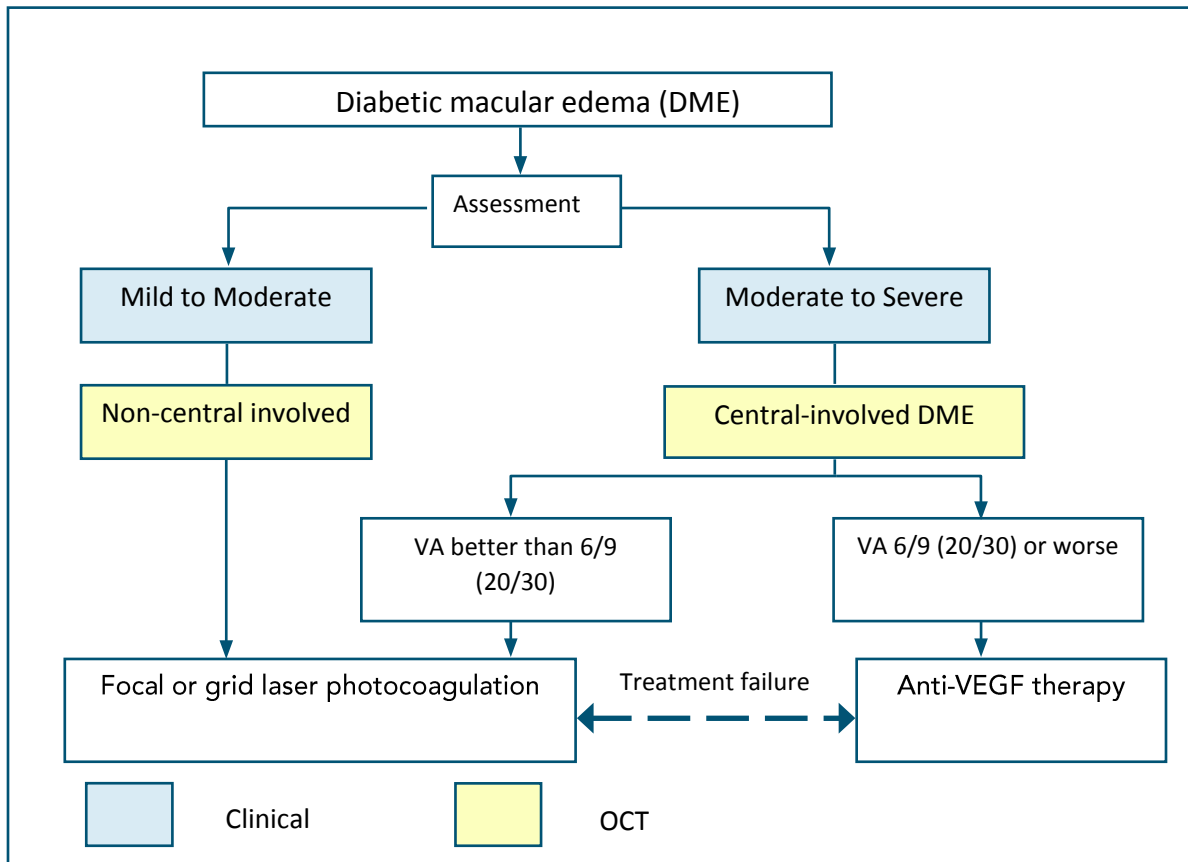 Diabetic macular edema (DME)
Assessment
Mild to Moderate
Moderate to Severe
Non-central involved
Central-involved DME
VA better than 6/9
(20/30)
VA 6/9 (20/30) or worse
Focal or grid laser photocoagulation
Treatment failure
Anti-VEGF therapy
Clinical
OCT